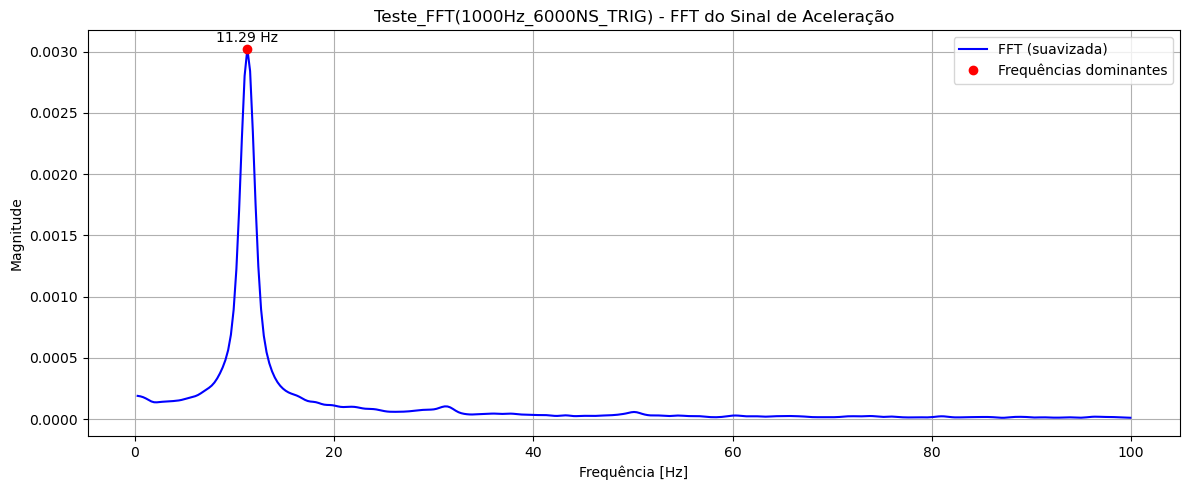 Teste_FFT(1000Hz_6000NS_TRIG) - FFT do Sinal de Aceleração
11.29 Hz
FFT (suavizada)
Frequências dominantes
Magnitude
0.0030
0.0025
0.0020
0.0015
0.0010
0.0005
0.0000
0 20 40 60 80 100
Frequência [Hz]